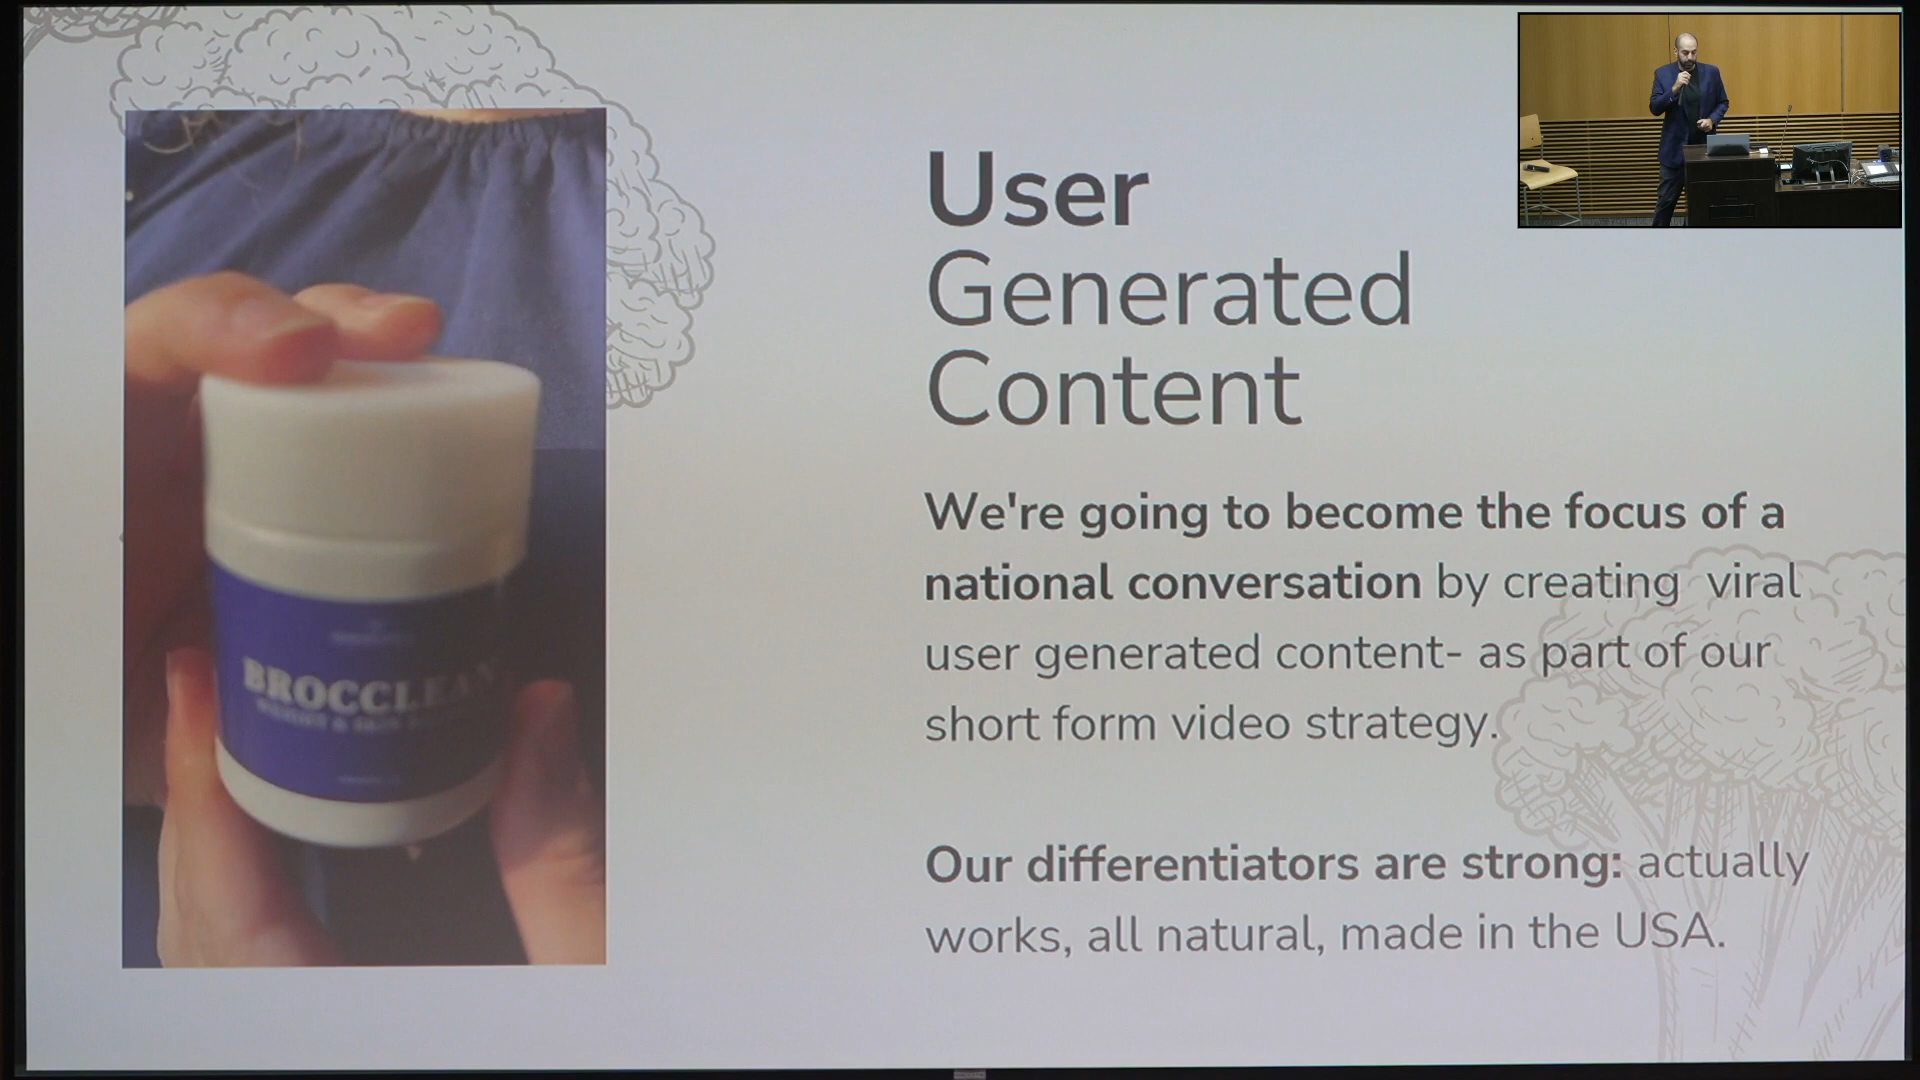 User
Generated
Content
We're going to become the focus of a
national conversation by creating viral
user generated content- as part of our
short form video strategy.
Our differentiators are strong: actually
works, all natural, made in the USA.
BROCCLEAN